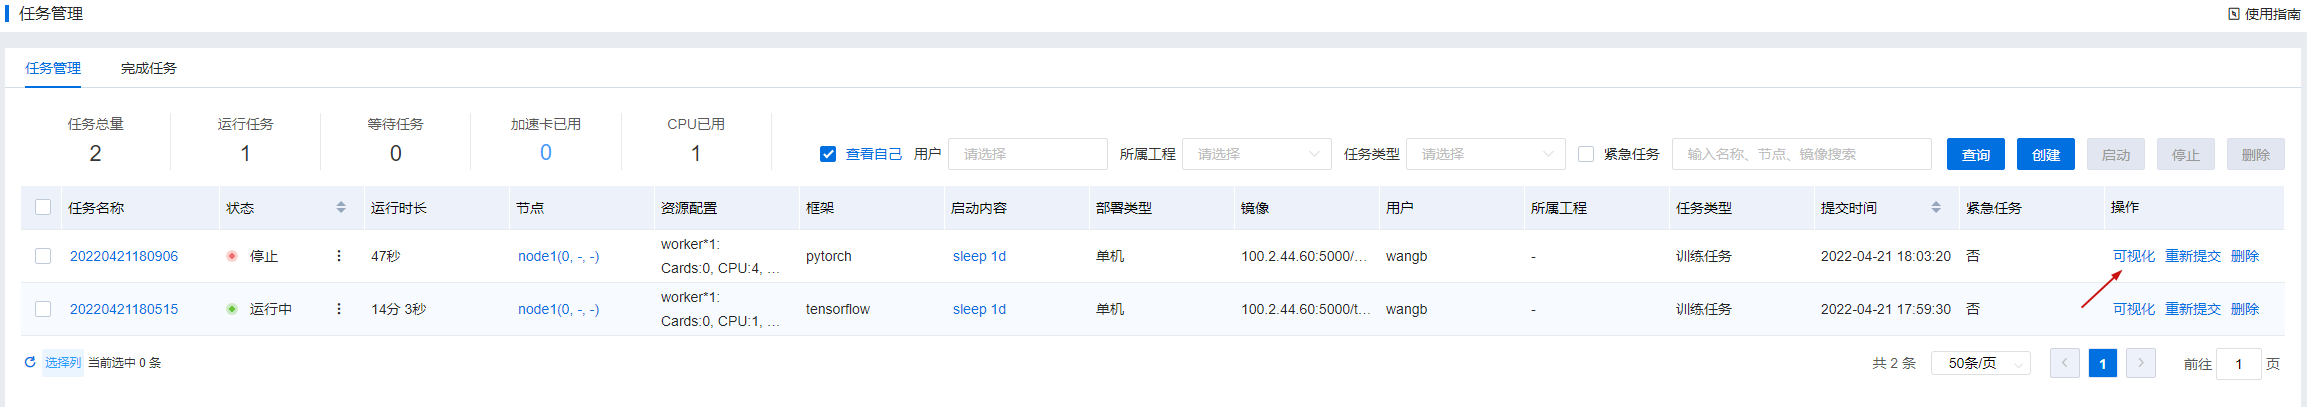 任务管理
使用指南
任务管理 完成任务
任务总量 运行任务 等待任务 加速卡已用 CPU已用
2 1 0 0 1
查看自己 用户 请选择 所属工程 请选择 任务类型 请选择 紧急任务 输入名称、节点、镜像搜索 查询 创建 启动 停止 删除
任务名称 状态 运行时长 节点 资源配置 框架 启动内容 部署类型 镜像 用户 所属工程 任务类型 提交时间 紧急任务 操作
20220421180906 停止 47秒 node1(0, -, -) worker*1: Cards:0, CPU:4, ... pytorch sleep 1d 单机 100.2.44.60:5000/... wangb - 训练任务 2022-04-21 18:03:20 否 可视化 重新提交 删除
20220421180515 运行中 14分 3秒 node1(0, -, -) worker*1: Cards:0, CPU:1, ... tensorflow sleep 1d 单机 100.2.44.60:5000/t... wangb - 训练任务 2022-04-21 17:59:30 否 可视化 重新提交 删除
选择列 当前选中 0 条
共 2 条 50条/页 1 前往 1 页